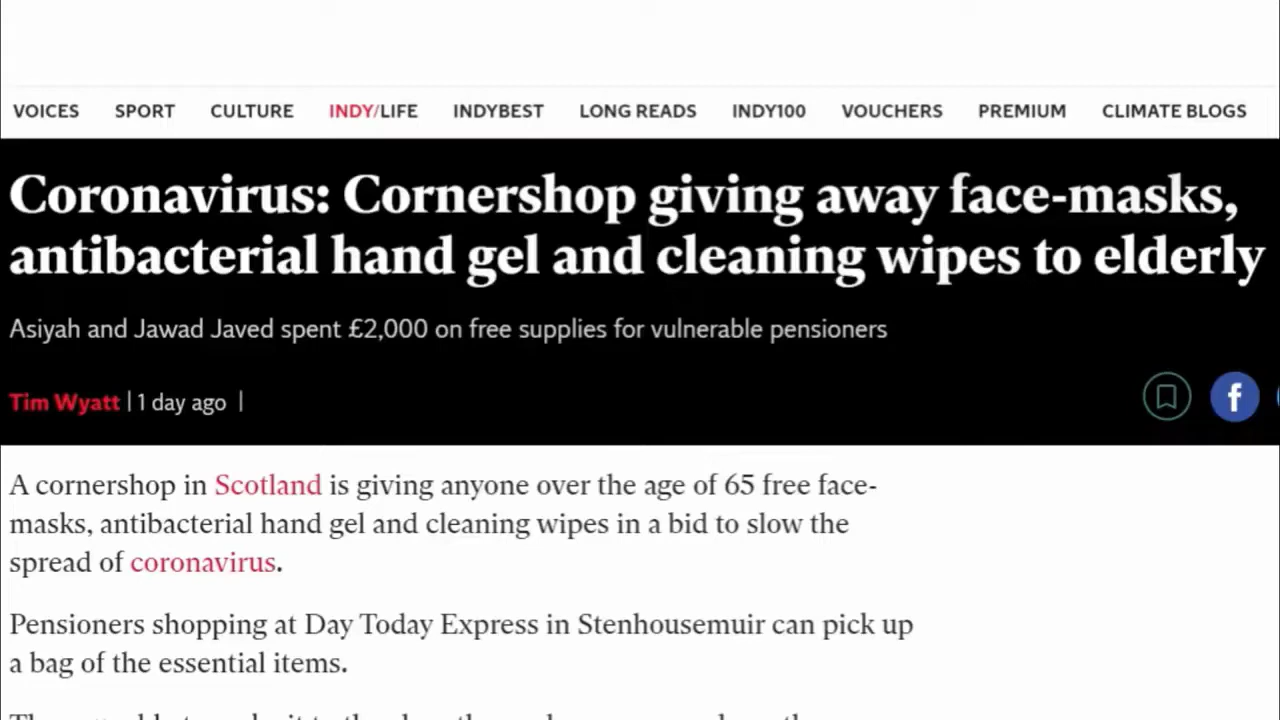 VOICES SPORT CULTURE INDY/LIFE INDYBEST LONG READS INDY100 VOUCHERS PREMIUM CLIMATE BLOGS
Coronavirus: Cornershop giving away face-masks,
antibacterial hand gel and cleaning wipes to elderly
Asiyah and Jawad Javed spent £2,000 on free supplies for vulnerable pensioners
Tim Wyatt | 1 day ago |
f
A cornershop in Scotland is giving anyone over the age of 65 free face-
masks, antibacterial hand gel and cleaning wipes in a bid to slow the
spread of coronavirus.
Pensioners shopping at Day Today Express in Stenhousemuir can pick up
a bag of the essential items.